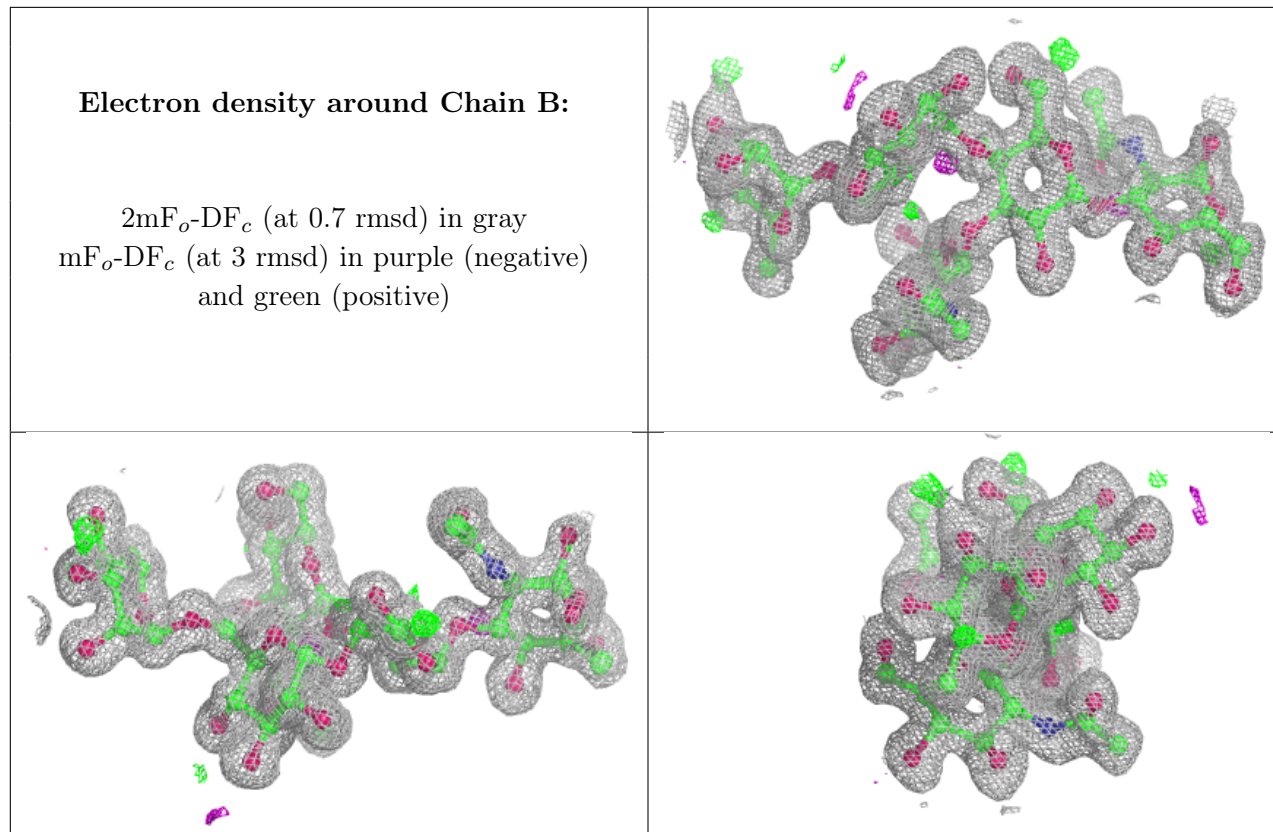 Electron density around Chain B:
2mFₒ-DF𝒸 (at 0.7 rmsd) in gray
mFₒ-DF𝒸 (at 3 rmsd) in purple (negative)
and green (positive)